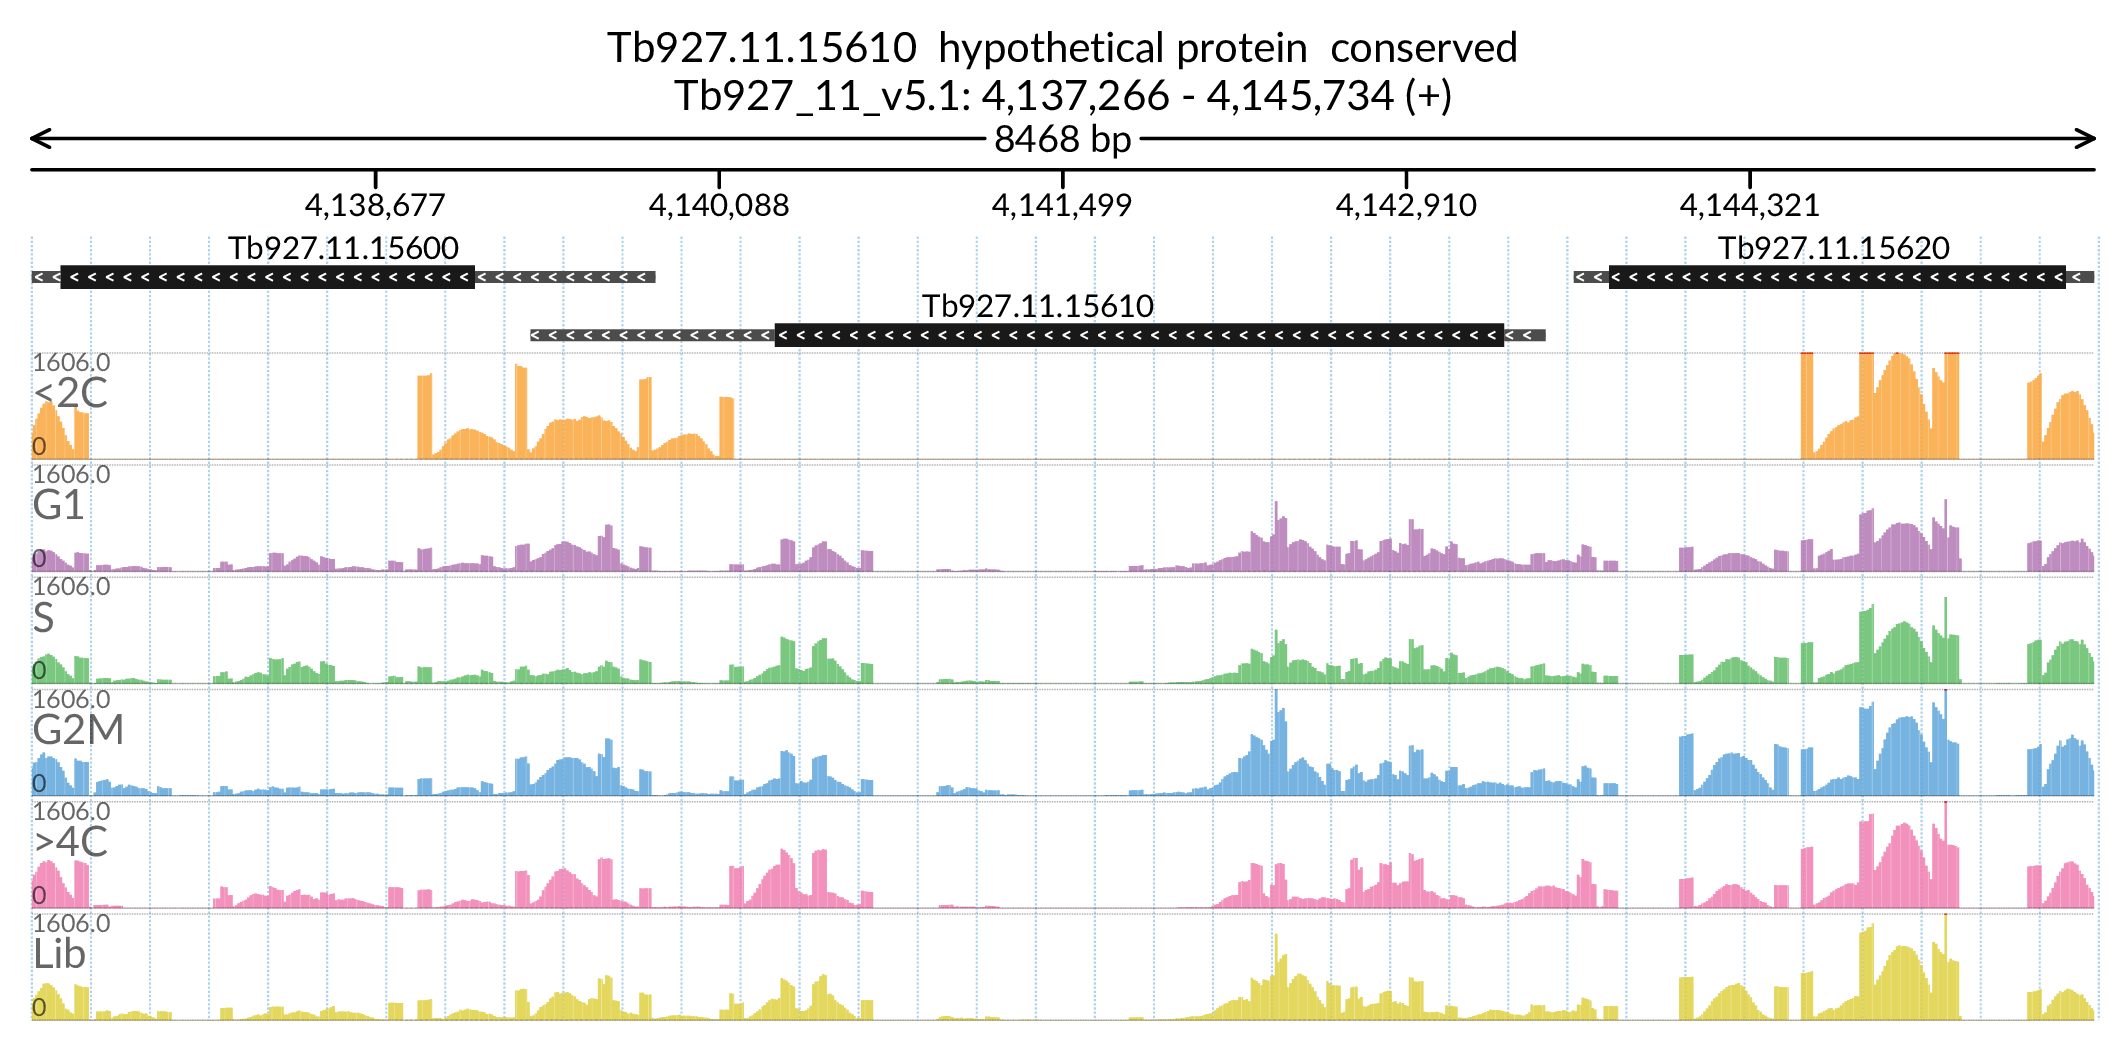 Tb927.11.15610 hypothetical protein conserved
Tb927_11_v5.1: 4,137,266 - 4,145,734 (+)
8468 bp
4,138,677 4,140,088 4,141,499 4,142,910 4,144,321
Tb927.11.15600 Tb927.11.15620
Tb927.11.15610
1606.0
<2C
0
1606.0
G1
0
1606.0
S
0
1606.0
G2M
0
1606.0
>4C
0
1606.0
Lib
0